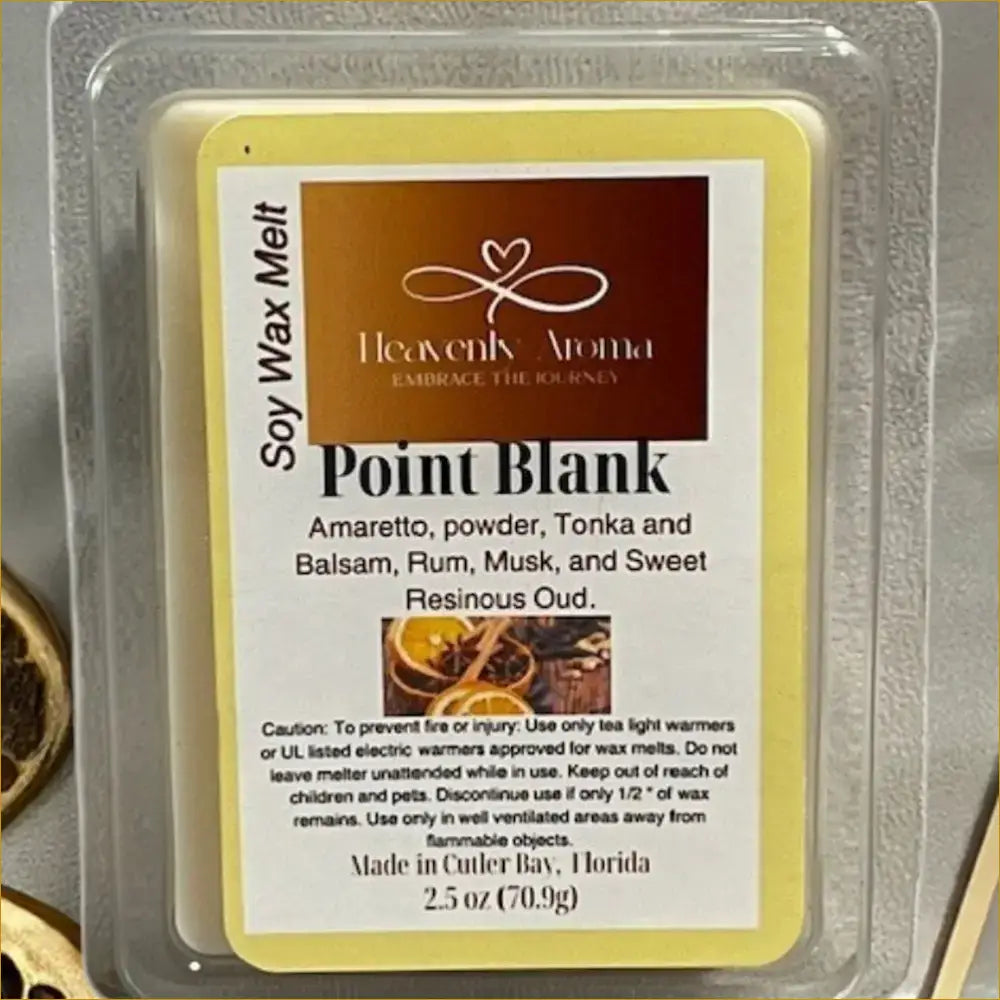 Soy Wax Melt
Heavenly Aroma
EMBRACE THE JOURNEY
Point Blank
Amaretto, powder, Tonka and
Balsam, Rum, Musk, and Sweet
Resinous Oud.
Caution: To prevent fire or injury: Use only tea light warmers
or UL listed electric warmers approved for wax melts. Do not
leave melter unattended while in use. Keep out of reach of
children and pets. Discontinue use if only 1/2 " of wax
remains. Use only in well ventilated areas away from
flammable objects.
Made in Cutler Bay, Florida
2.5 oz (70.9g)